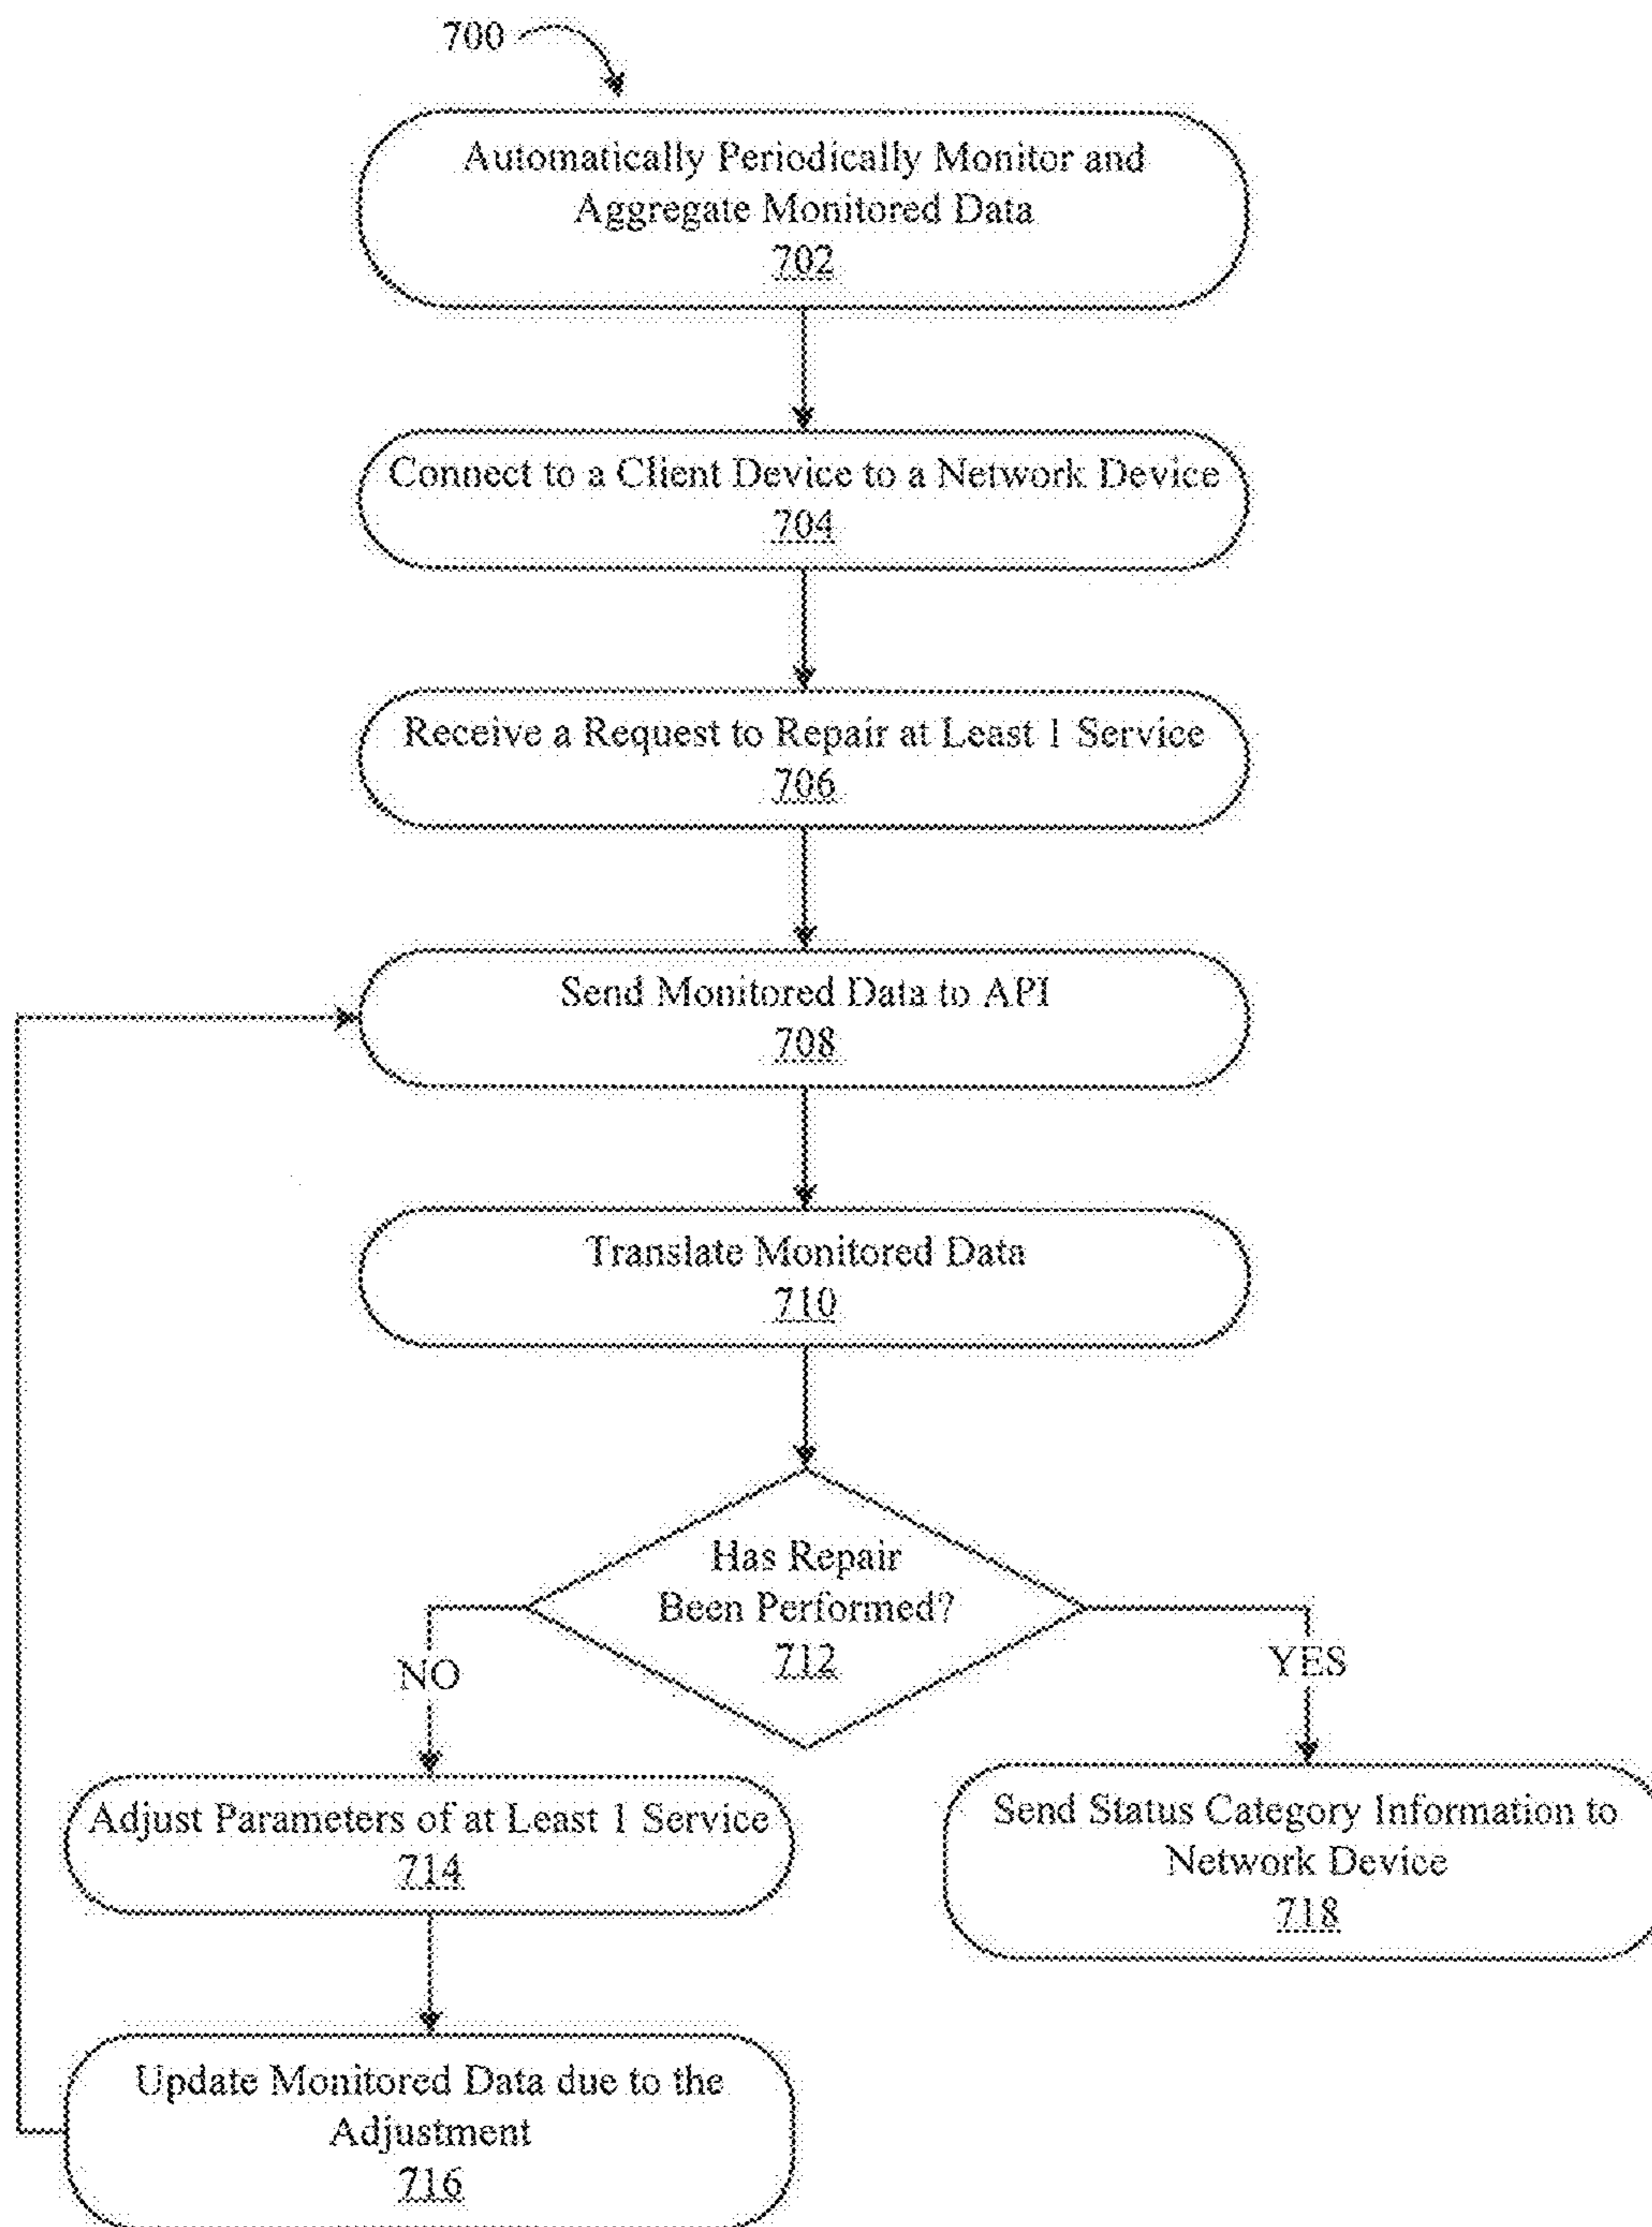 700
Automatically Periodically Monitor and
Aggregate Monitored Data
702
Connect to a Client Device to a Network Device
704
Receive a Request to Repair at Least 1 Service
706
Send Monitored Data to API
708
Translate Monitored Data
710
Has Repair
Been Performed?
712
NO
YES
Adjust Parameters of at Least 1 Service
714
Send Status Category Information to
Network Device
718
Update Monitored Data due to the
Adjustment
716